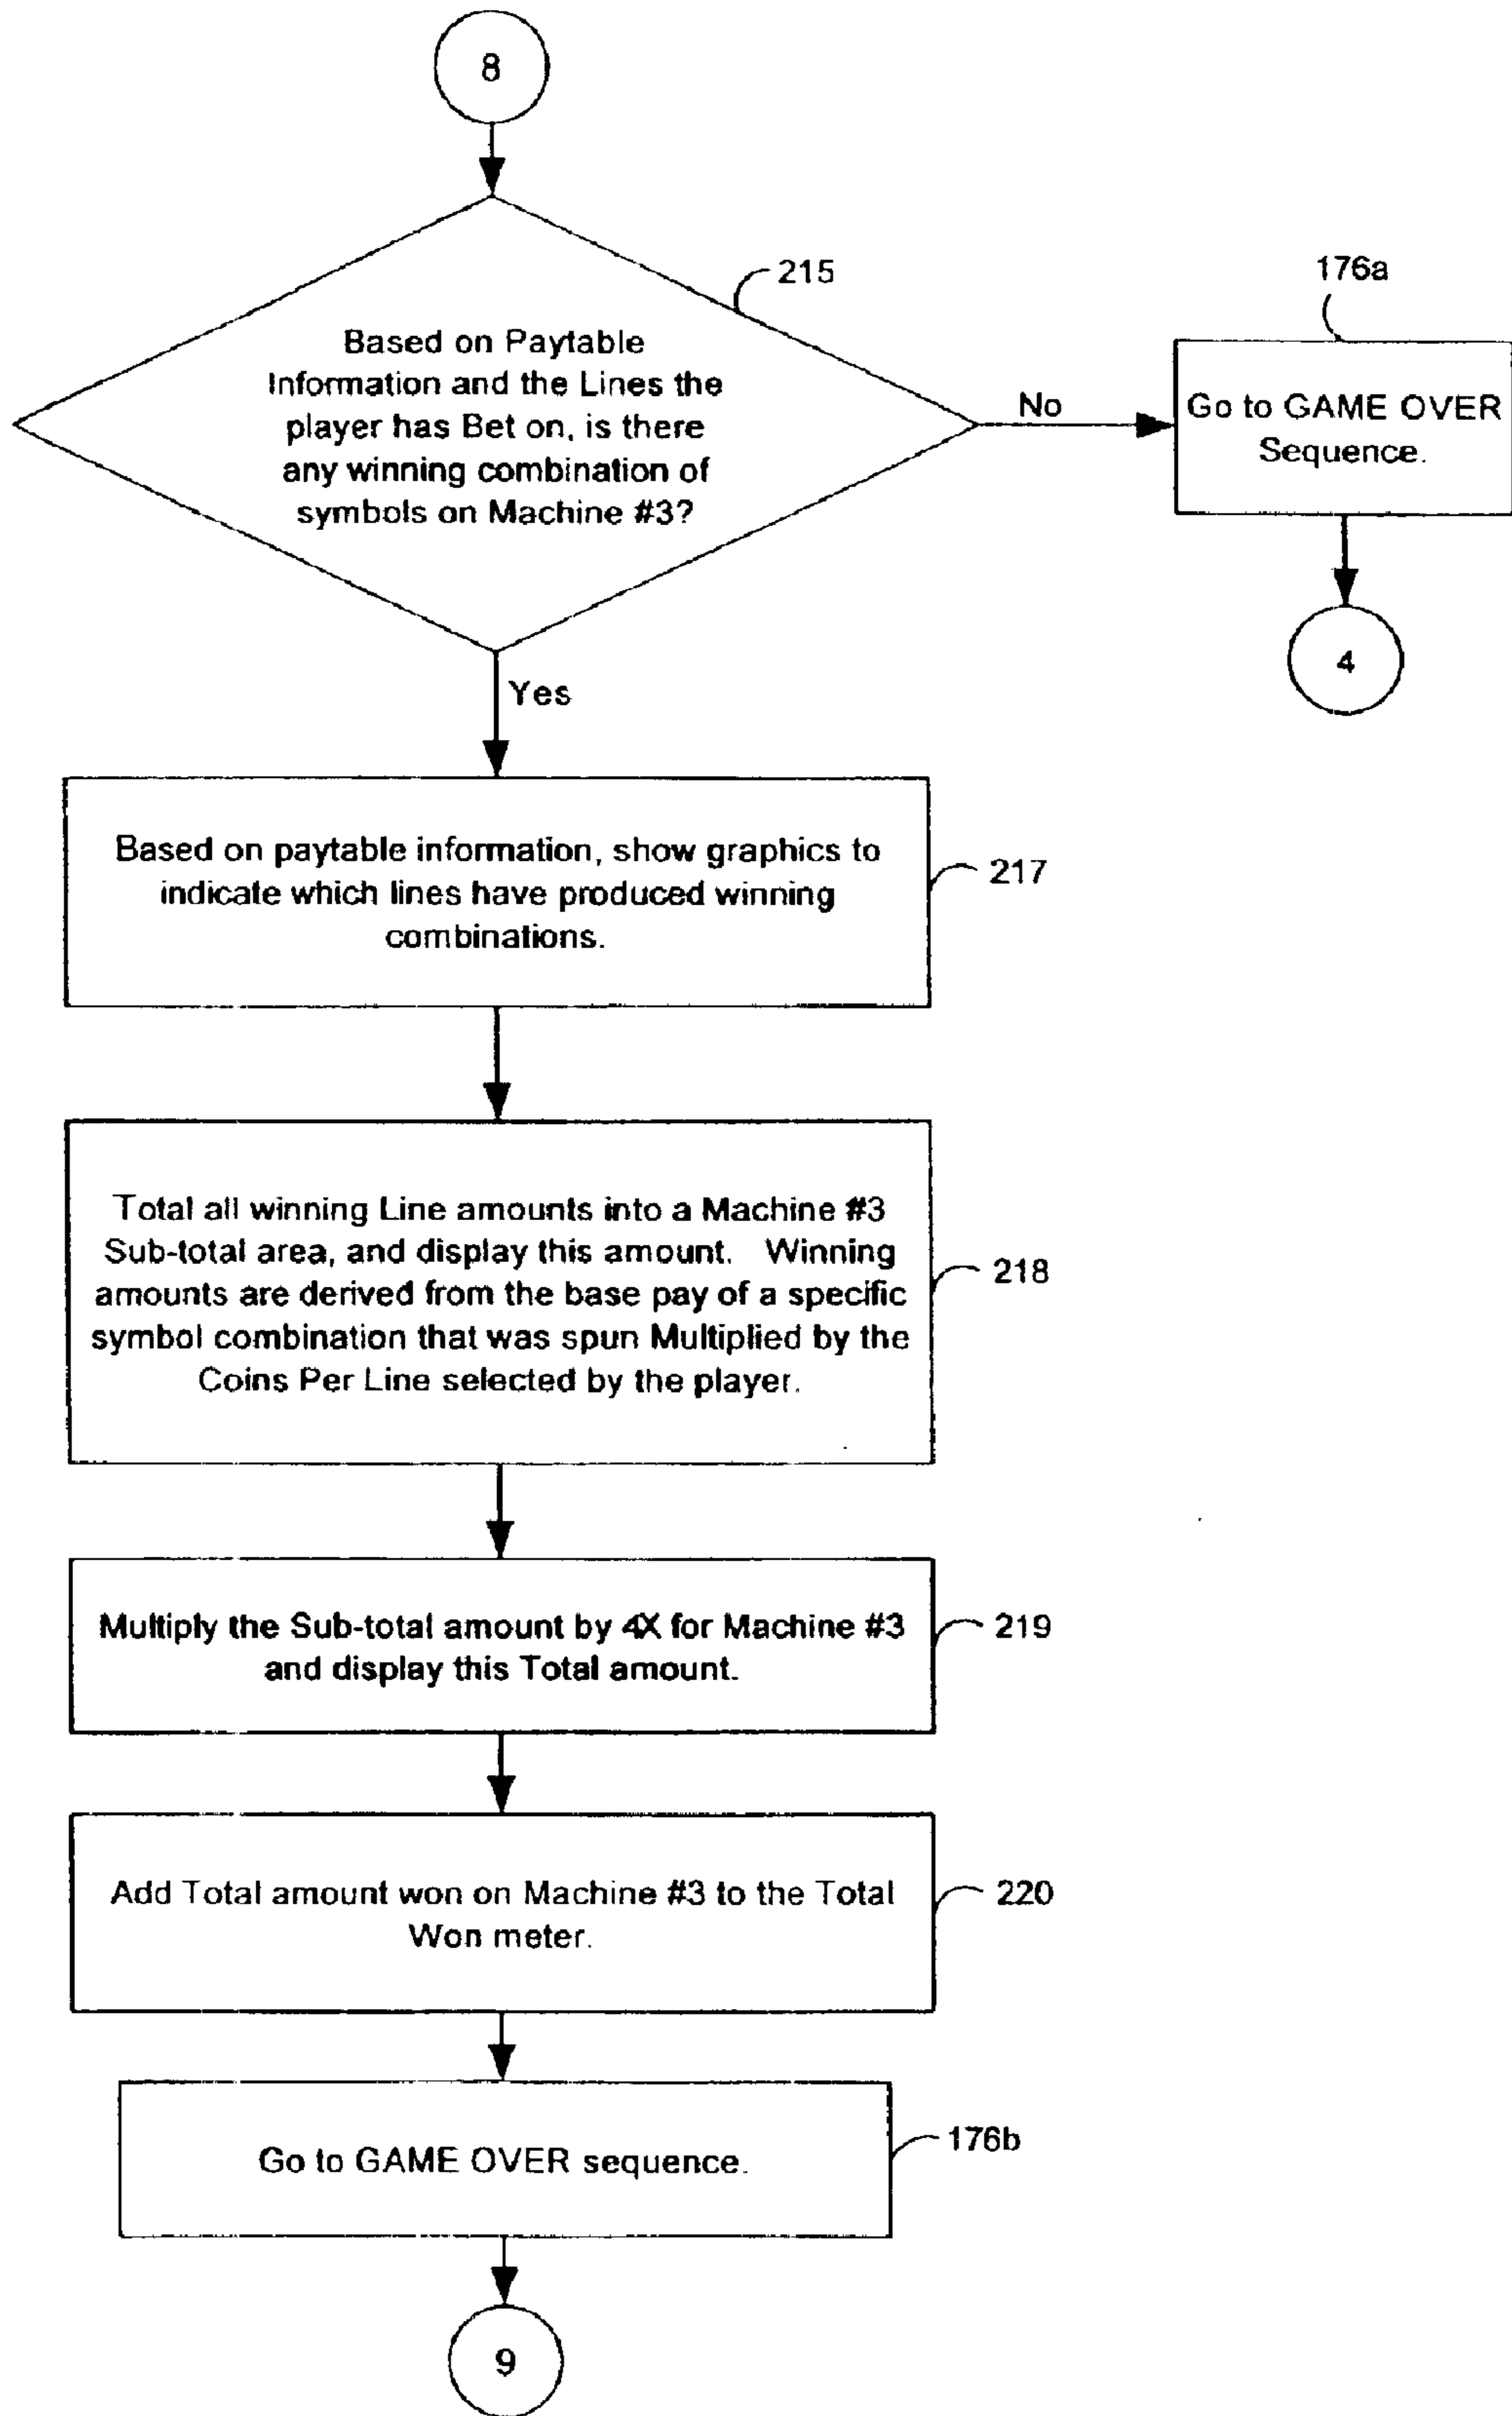 8
215
Based on Paytable
Information and the Lines the
player has Bet on, is there
any winning combination of
symbols on Machine #3?
No
176a
Go to GAME OVER
Sequence.
4
Yes
Based on paytable information, show graphics to
indicate which lines have produced winning
combinations.
217
Total all winning Line amounts into a Machine #3
Sub-total area, and display this amount. Winning
amounts are derived from the base pay of a specific
symbol combination that was spun Multiplied by the
Coins Per Line selected by the player.
218
Multiply the Sub-total amount by 4X for Machine #3
and display this Total amount.
219
Add Total amount won on Machine #3 to the Total
Won meter.
220
Go to GAME OVER sequence.
176b
9